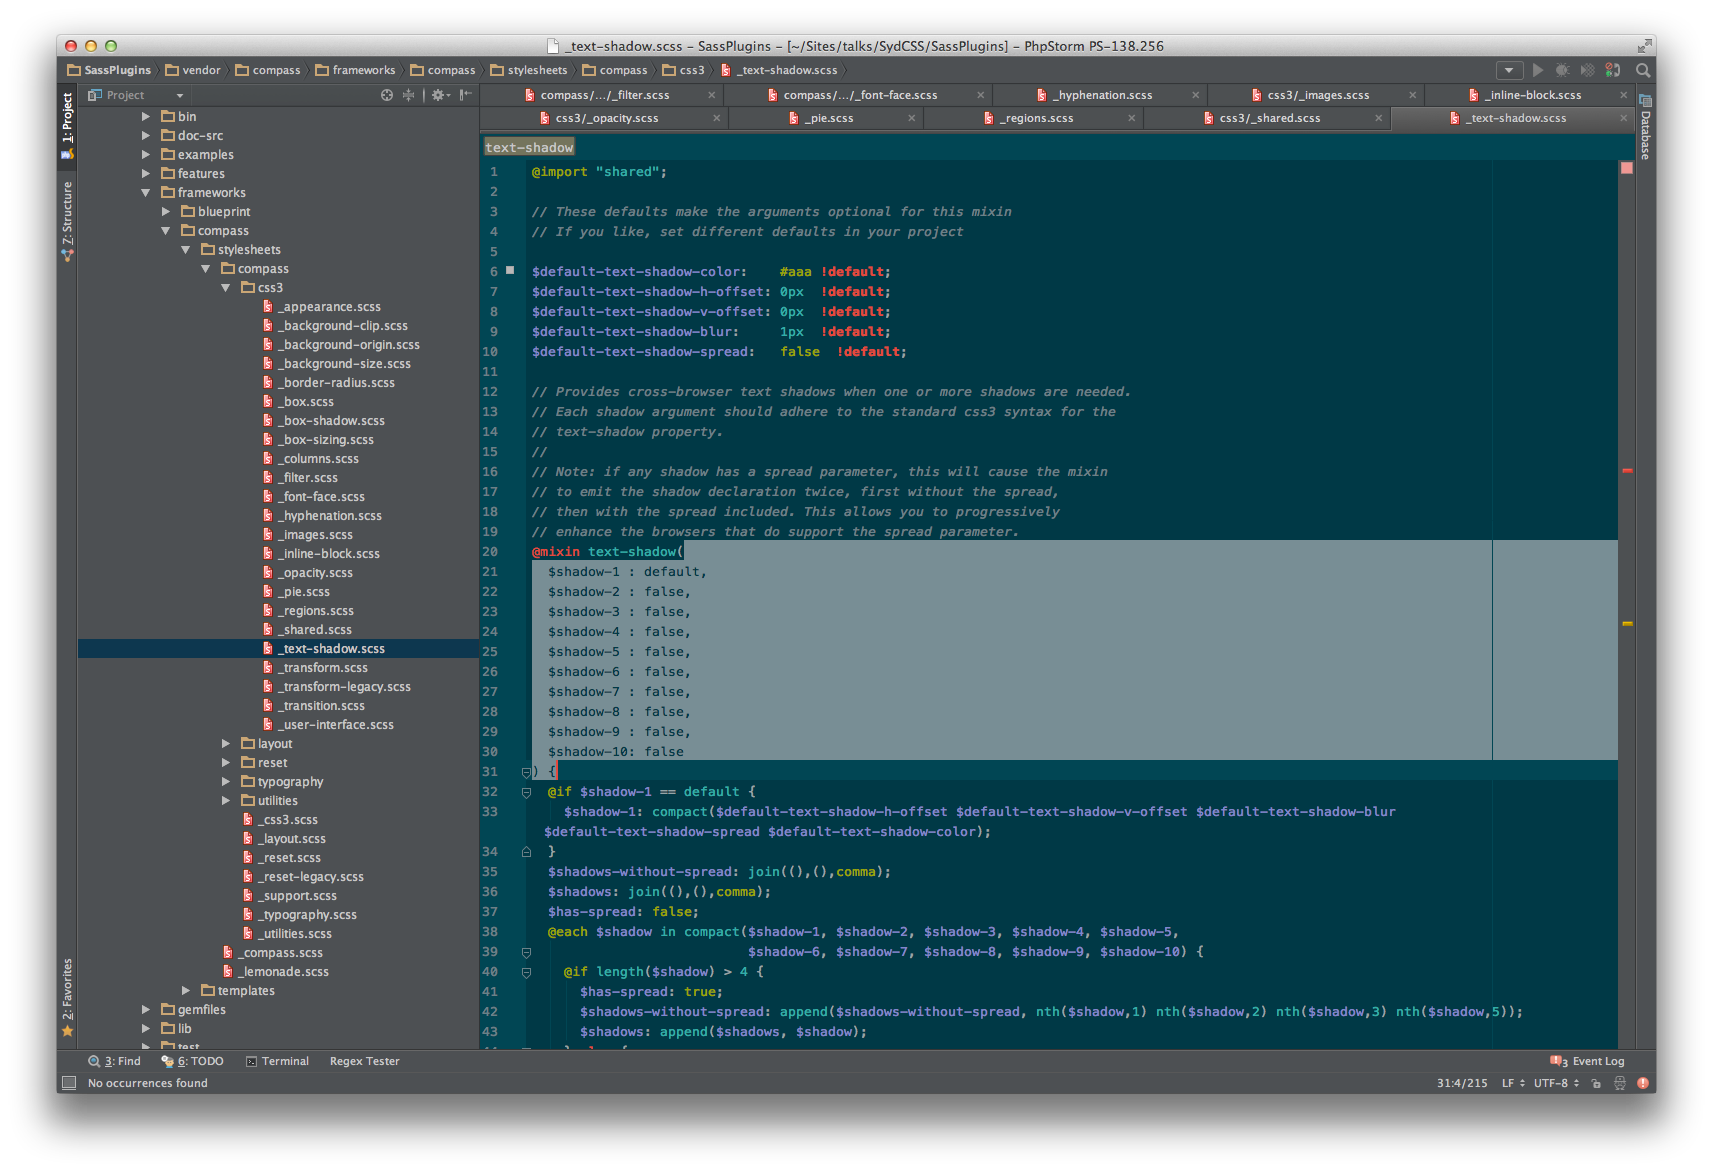 _text-shadow.scss – SassPlugins – [~/Sites/talks/SydCSS/SassPlugins] – PhpStorm PS-138.256
SassPlugins vendor compass frameworks compass stylesheets compass css3 _text-shadow.scss
1: Project
Z: Structure
2: Favorites
Project
bin
doc-src
examples
features
frameworks
blueprint
compass
stylesheets
compass
css3
_appearance.scss
_background-clip.scss
_background-origin.scss
_background-size.scss
_border-radius.scss
_box.scss
_box-shadow.scss
_box-sizing.scss
_columns.scss
_filter.scss
_font-face.scss
_hyphenation.scss
_images.scss
_inline-block.scss
_opacity.scss
_pie.scss
_regions.scss
_shared.scss
_text-shadow.scss
_transform.scss
_transform-legacy.scss
_transition.scss
_user-interface.scss
layout
reset
typography
utilities
_css3.scss
_layout.scss
_reset.scss
_reset-legacy.scss
_support.scss
_typography.scss
_utilities.scss
_compass.scss
_lemonade.scss
templates
gemfiles
lib
test
compass/.../_filter.scss compass/.../_font-face.scss _hyphenation.scss css3/_images.scss _inline-block.scss
css3/_opacity.scss _pie.scss _regions.scss css3/_shared.scss _text-shadow.scss
Database
text-shadow
1 @import "shared";
2
3 // These defaults make the arguments optional for this mixin
4 // If you like, set different defaults in your project
5
6 $default-text-shadow-color:    #aaa !default;
7 $default-text-shadow-h-offset: 0px  !default;
8 $default-text-shadow-v-offset: 0px  !default;
9 $default-text-shadow-blur:     1px  !default;
10 $default-text-shadow-spread:   false  !default;
11
12 // Provides cross-browser text shadows when one or more shadows are needed.
13 // Each shadow argument should adhere to the standard css3 syntax for the
14 // text-shadow property.
15 //
16 // Note: if any shadow has a spread parameter, this will cause the mixin
17 // to emit the shadow declaration twice, first without the spread,
18 // then with the spread included. This allows you to progressively
19 // enhance the browsers that do support the spread parameter.
20 @mixin text-shadow(
21   $shadow-1 : default,
22   $shadow-2 : false,
23   $shadow-3 : false,
24   $shadow-4 : false,
25   $shadow-5 : false,
26   $shadow-6 : false,
27   $shadow-7 : false,
28   $shadow-8 : false,
29   $shadow-9 : false,
30   $shadow-10: false
31 ) {
32   @if $shadow-1 == default {
33     $shadow-1: compact($default-text-shadow-h-offset $default-text-shadow-v-offset $default-text-shadow-blur
$default-text-shadow-spread $default-text-shadow-color);
34   }
35   $shadows-without-spread: join((),(),comma);
36   $shadows: join((),(),comma);
37   $has-spread: false;
38   @each $shadow in compact($shadow-1, $shadow-2, $shadow-3, $shadow-4, $shadow-5,
39                            $shadow-6, $shadow-7, $shadow-8, $shadow-9, $shadow-10) {
40     @if length($shadow) > 4 {
41       $has-spread: true;
42       $shadows-without-spread: append($shadows-without-spread, nth($shadow,1) nth($shadow,2) nth($shadow,3) nth($shadow,5));
43       $shadows: append($shadows, $shadow);
3: Find 6: TODO Terminal Regex Tester 3 Event Log
No occurrences found 31:4/215 LF UTF-8